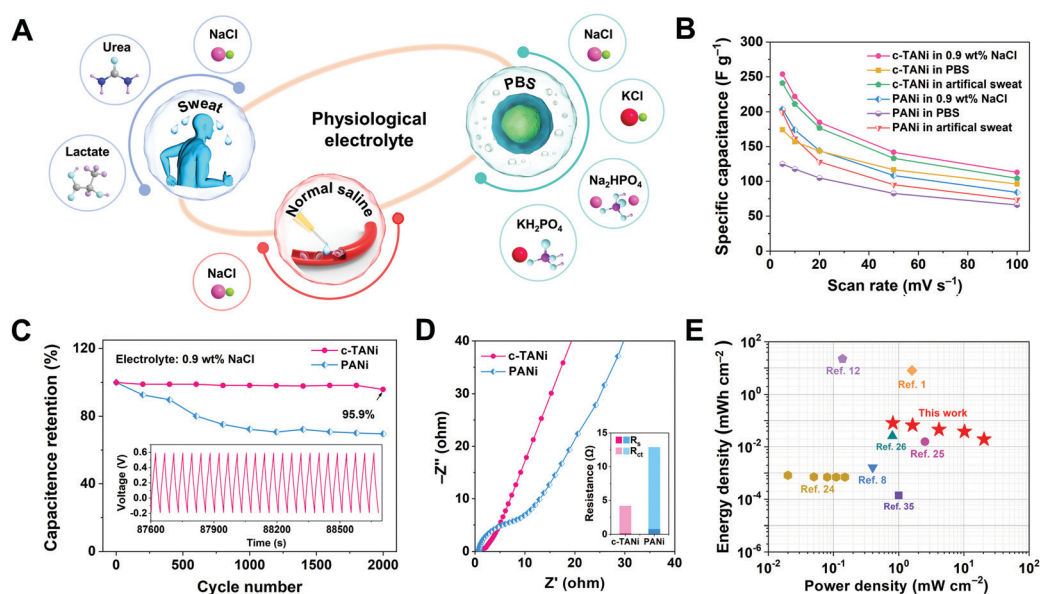 A
Urea
NaCl
Sweat
Lactate
Physiological
electrolyte
PBS
NaCl
KCl
Na₂HPO₄
KH₂PO₄
Normal saline
NaCl
B
Specific capacitance (F g⁻¹)
300
250
200
150
100
50
0
c-TANi in 0.9 wt% NaCl
c-TANi in PBS
c-TANi in artifical sweat
PANi in 0.9 wt% NaCl
PANi in PBS
PANi in artifical sweat
0 20 40 60 80 100
Scan rate (mV s⁻¹)
C
Capacitance retention (%)
120
80
40
0
Electrolyte: 0.9 wt% NaCl
c-TANi
PANi
95.9%
Voltage (V)
0.6
0.4
0.2
0.0
-0.2
87600 87900 88200 88500
Time (s)
0 500 1000 1500 2000
Cycle number
D
−Z'' (ohm)
40
30
20
10
0
c-TANi
PANi
Resistance (Ω)
15
10
5
0
Rs
Rct
c-TANi PANi
0 10 20 30 40
Z' (ohm)
E
Energy density (mWh cm⁻²)
10²
10⁰
10⁻²
10⁻⁴
10⁻⁶
Ref. 12
Ref. 1
This work
Ref. 26
Ref. 25
Ref. 24
Ref. 8
Ref. 35
10⁻² 10⁻¹ 10⁰ 10¹ 10²
Power density (mW cm⁻²)